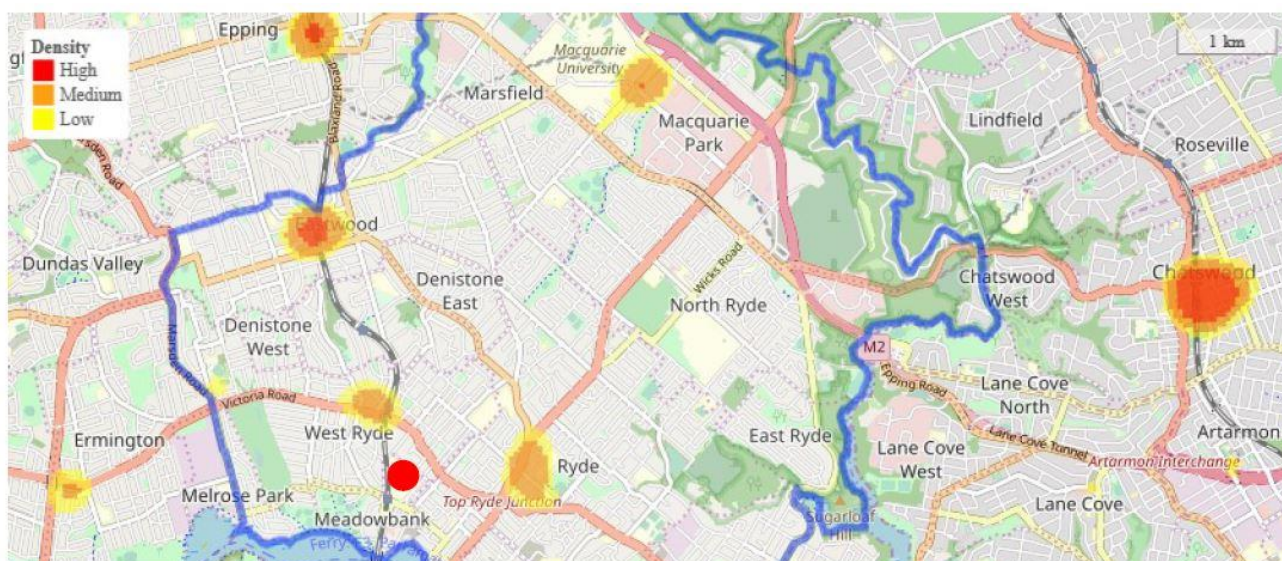 Epping
Density
High
Medium
Low
1 km
Macquarie
University
Marsfield
Blaxland Road
Macquarie
Park
Lindfield
Roseville
Marsden Road
Eastwood
Dundas Valley
Denistone
East
Wicks Road
North Ryde
Chatswood
West
Chatswood
Denistone
West
Marsden Road
M2
Epping Road
Lane Cove
North
Victoria Road
Ermington
West Ryde
East Ryde
Lane Cove
West
Lane Cove Tunnel
Artarmon
Artarmon Interchange
Ryde
Melrose Park
Top Ryde Junction
Meadowbank
Lane Cove
Sugarloaf
Hill